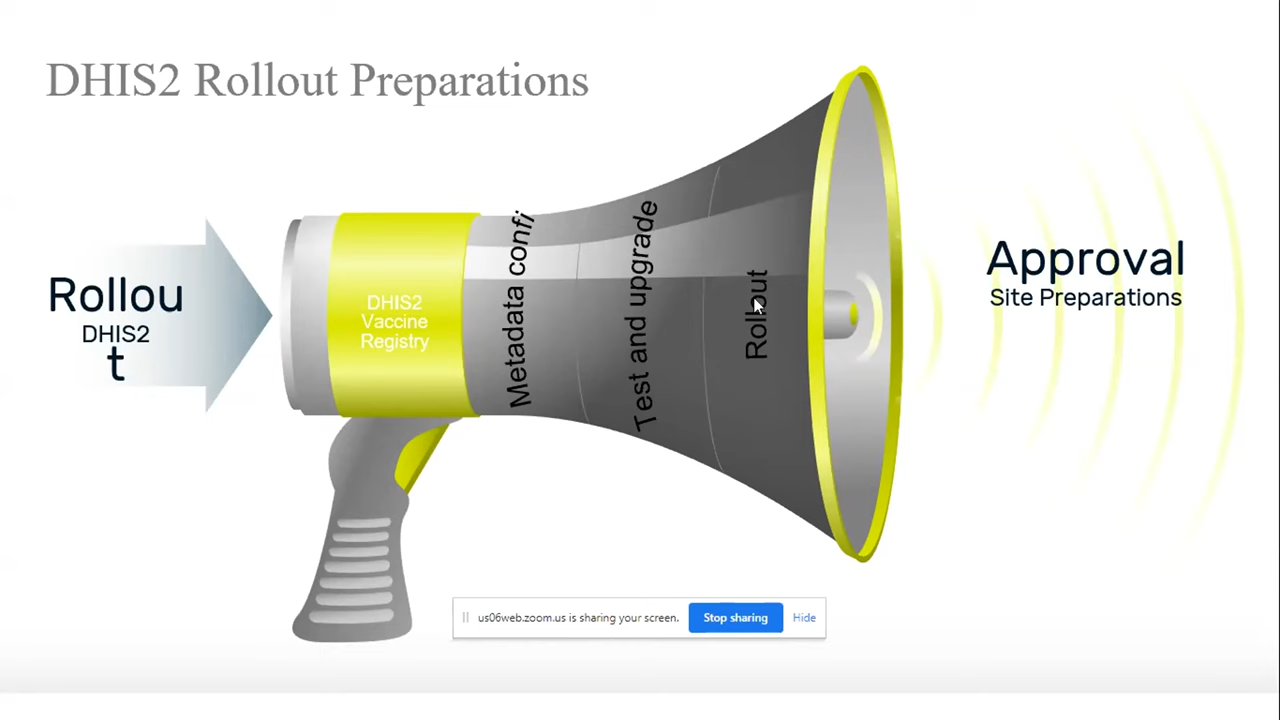 DHIS2 Rollout Preparations
Rollou
DHIS2
t
DHIS2
Vaccine
Registry
Metadata confi
Test and upgrade
Rollout
Approval
Site Preparations
us06web.zoom.us is sharing your screen.
Stop sharing
Hide